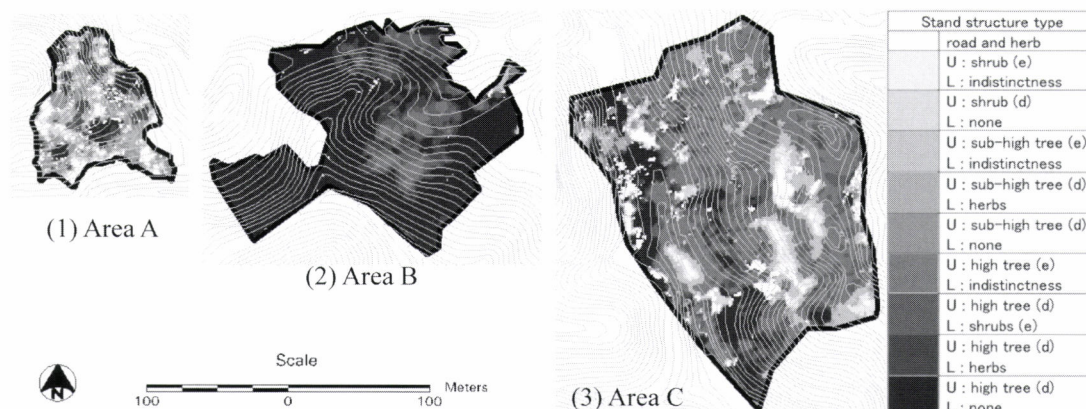 (1) Area A
(2) Area B
(3) Area C
Scale
N
100 0 100 Meters
Stand structure type
road and herb
U : shrub (e)
L : indistinctness
U : shrub (d)
L : none
U : sub-high tree (e)
L : indistinctness
U : sub-high tree (d)
L : herbs
U : sub-high tree (d)
L : none
U : high tree (e)
L : indistinctness
U : high tree (d)
L : shrubs (e)
U : high tree (d)
L : herbs
U : high tree (d)
L : none